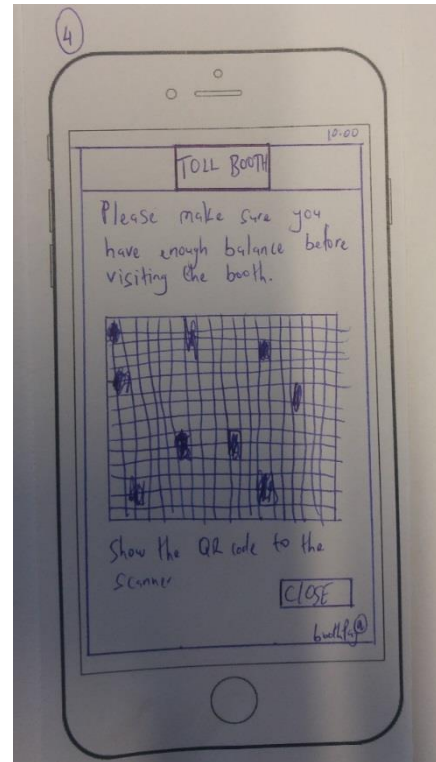 4
10:00
TOLL BOOTH
Please make sure you
have enough balance before
visiting the booth.
Show the QR code to the
scanner
CLOSE